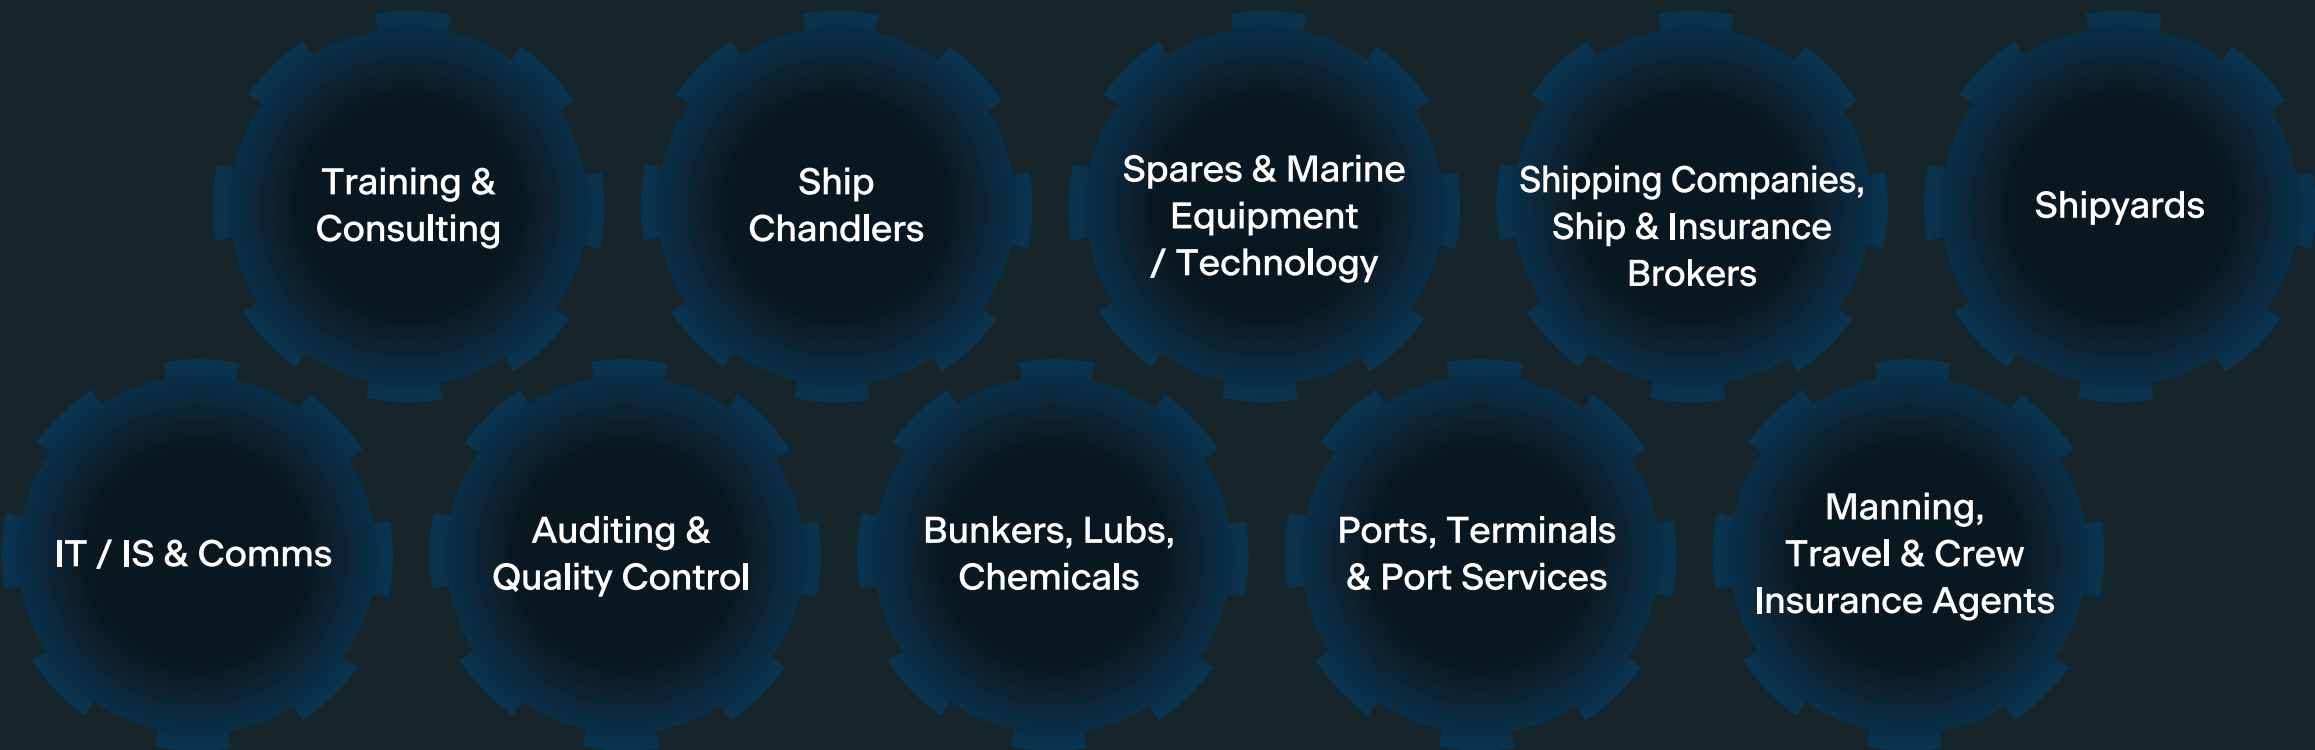 Training &
Consulting
Ship
Chandlers
Spares & Marine
Equipment
/ Technology
Shipping Companies,
Ship & Insurance
Brokers
Shipyards
IT / IS & Comms
Auditing &
Quality Control
Bunkers, Lubs,
Chemicals
Ports, Terminals
& Port Services
Manning,
Travel & Crew
Insurance Agents